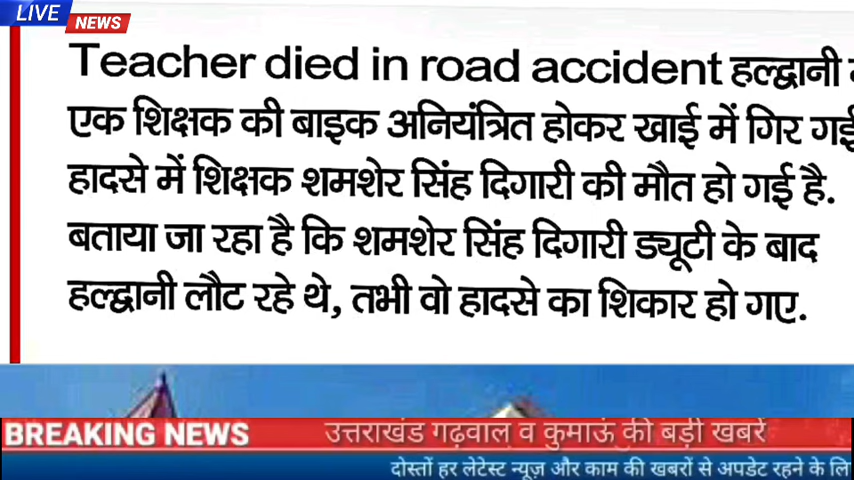 LIVE
NEWS
Teacher died in road accident हल्द्वानी
एक शिक्षक की बाइक अनियंत्रित होकर खाई में गिर गई
हादसे में शिक्षक शमशेर सिंह दिगारी की मौत हो गई है.
बताया जा रहा है कि शमशेर सिंह दिगारी ड्यूटी के बाद
हल्द्वानी लौट रहे थे, तभी वो हादसे का शिकार हो गए.
BREAKING NEWS
उत्तराखंड गढ़वाल व कुमाऊं की बड़ी खबरें
दोस्तों हर लेटेस्ट न्यूज़ और काम की खबरों से अपडेट रहने के लि